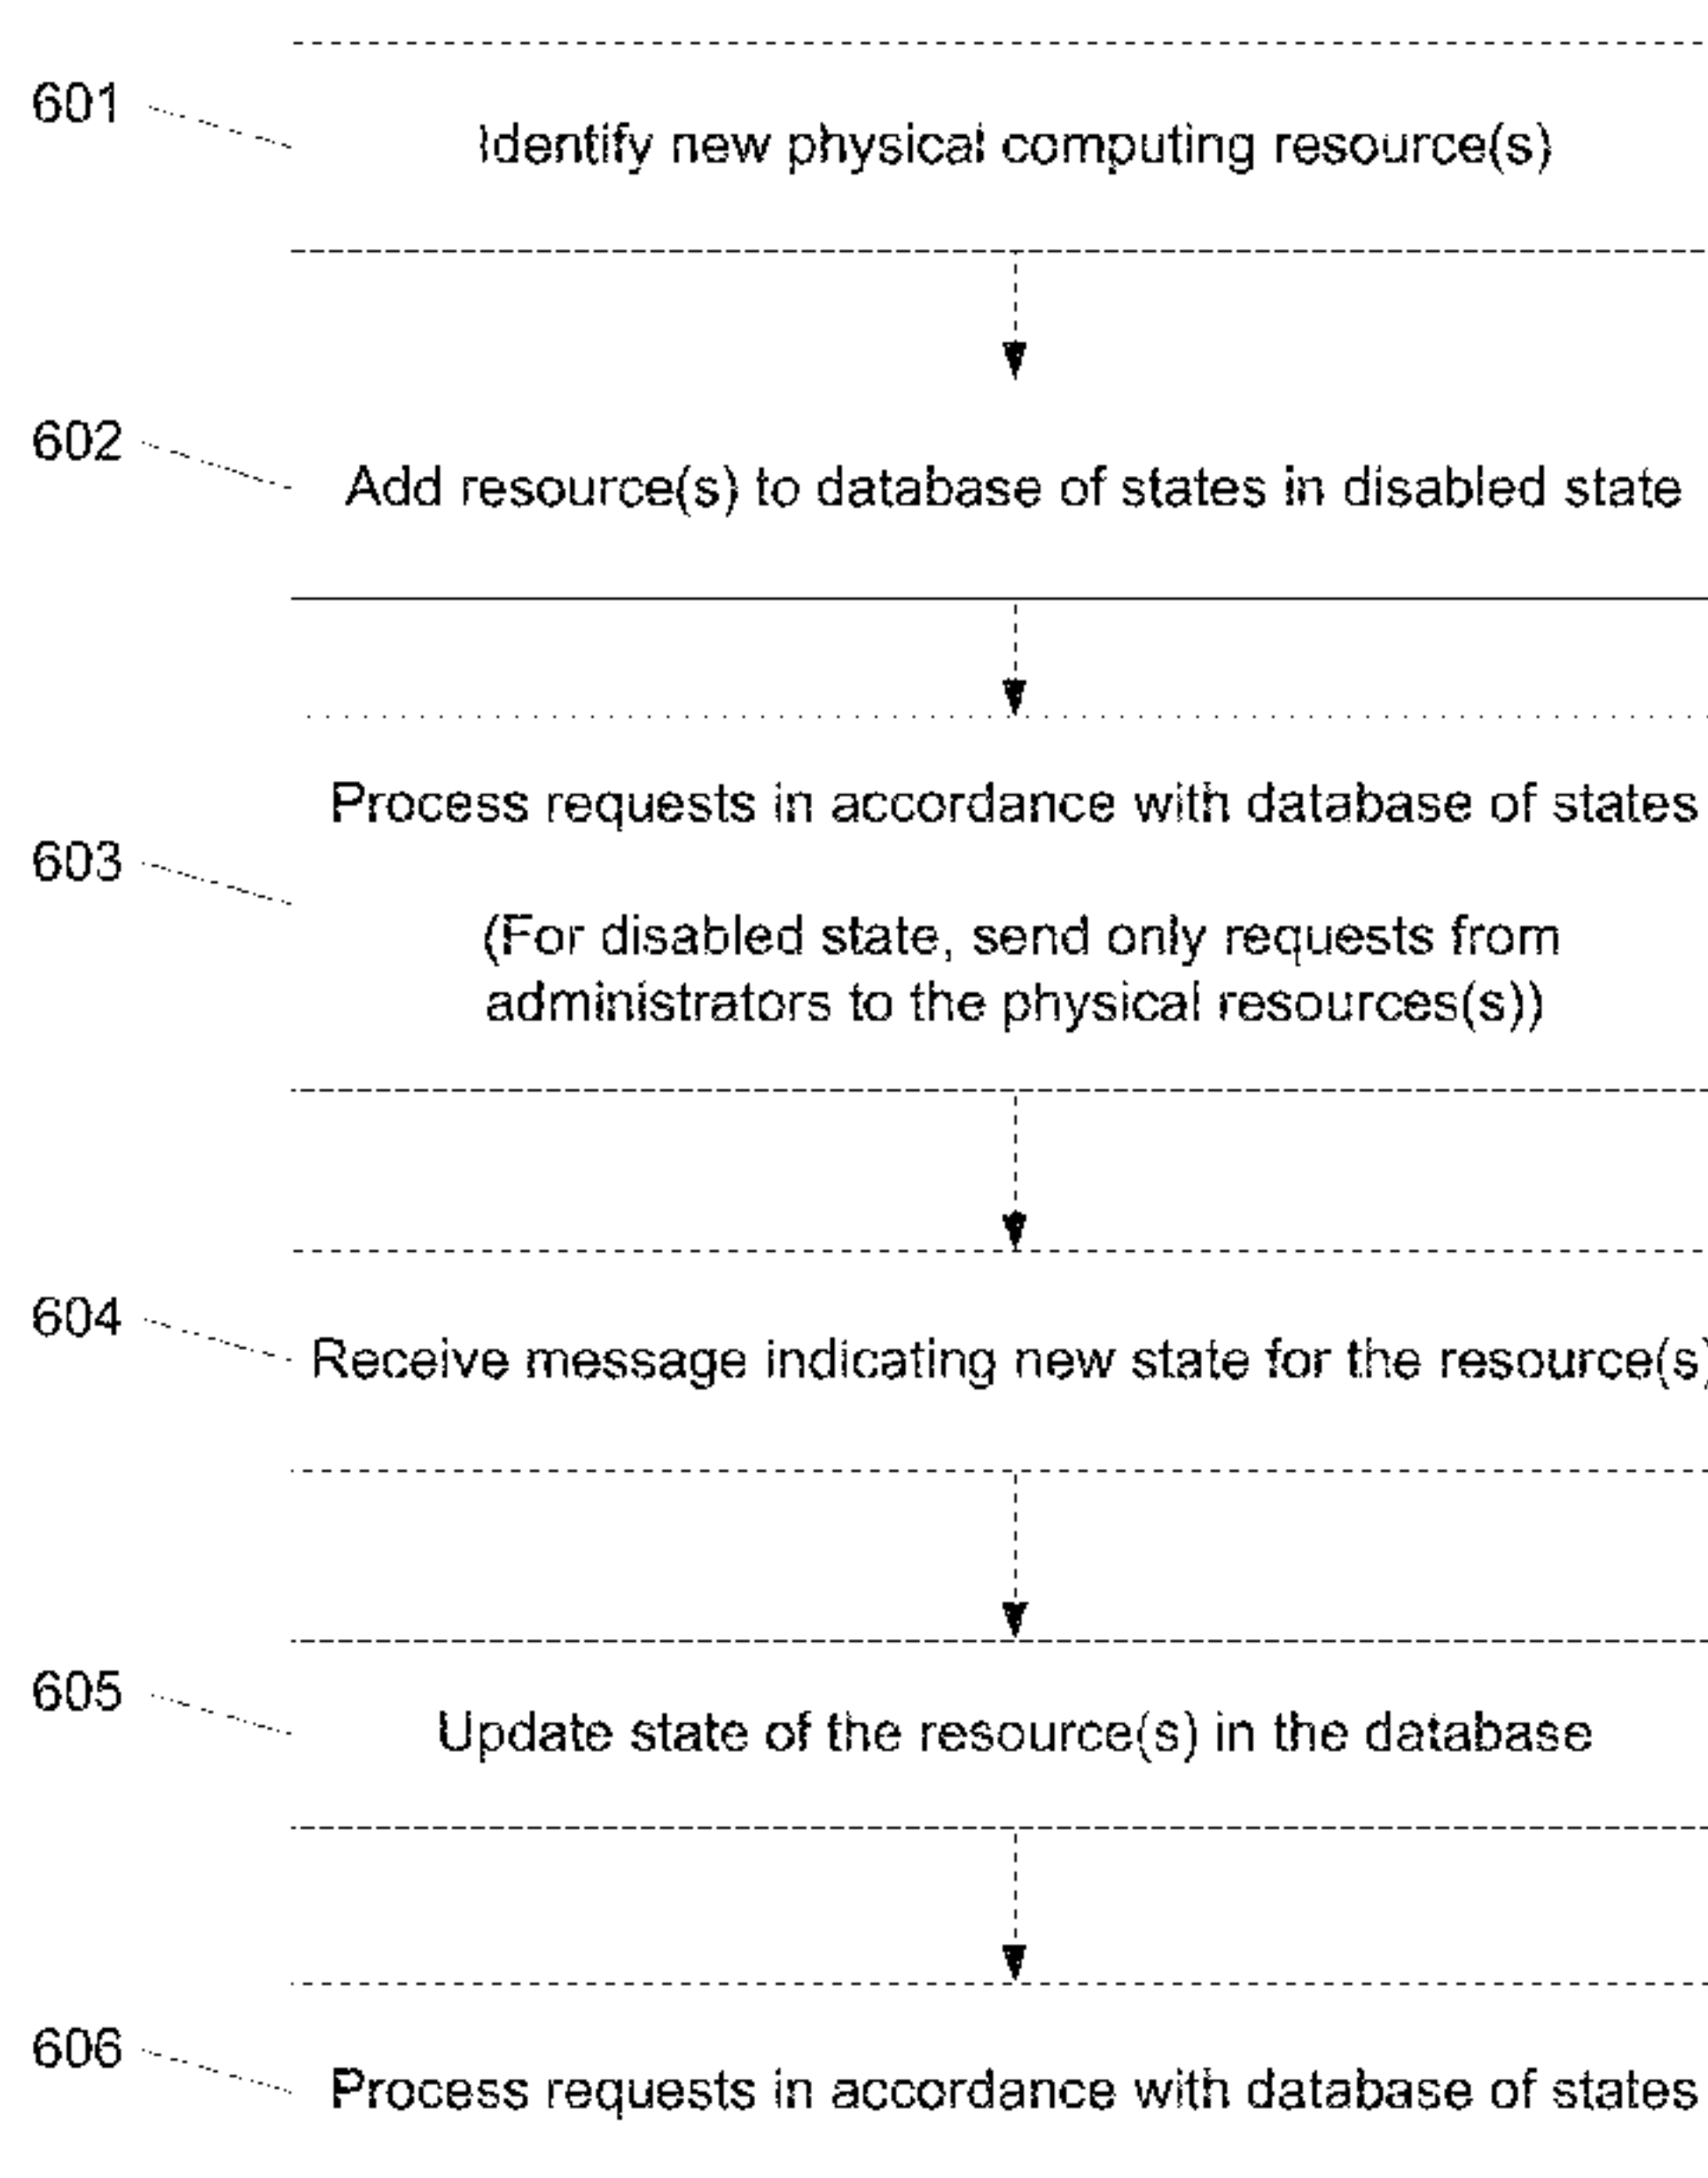 601
Identify new physical computing resource(s)
602
Add resource(s) to database of states in disabled state
Process requests in accordance with database of states
603
(For disabled state, send only requests from
administrators to the physical resources(s))
604
Receive message indicating new state for the resource(s)
605
Update state of the resource(s) in the database
606
Process requests in accordance with database of states